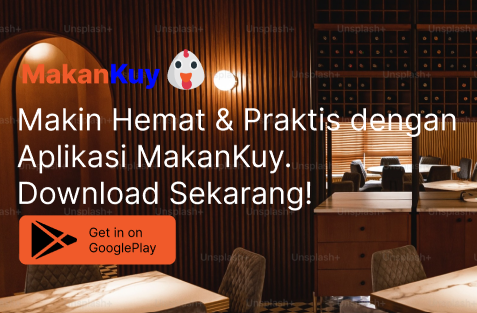 MakanKuy
Makin Hemat & Praktis dengan
Aplikasi MakanKuy.
Download Sekarang!
Get in on
GooglePlay
Unsplash+